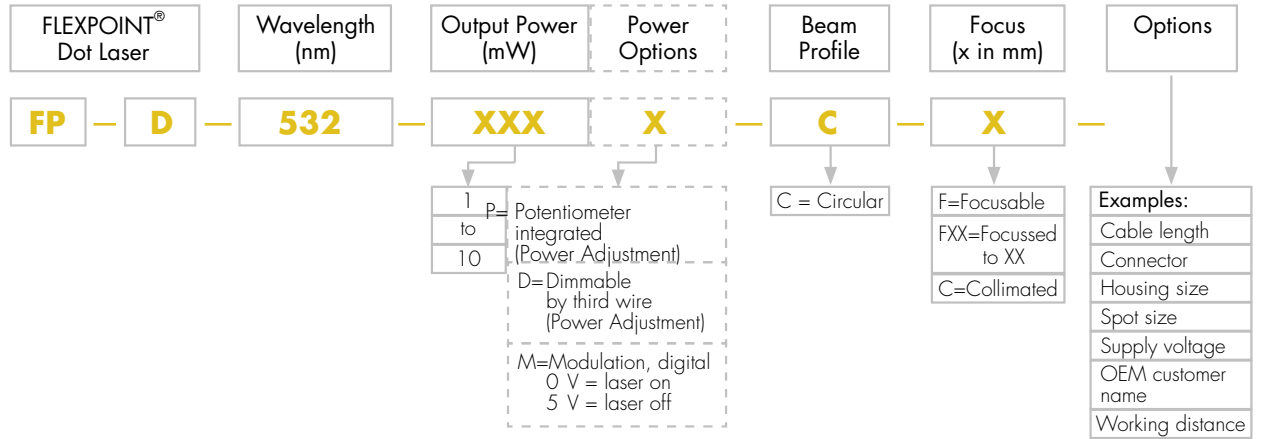 FLEXPOINT®
Dot Laser
Wavelength
(nm)
Output Power
(mW)
Power
Options
Beam
Profile
Focus
(x in mm)
Options
FP – D – 532 – XXX X – C – X –
1
to
10
P= Potentiometer
integrated
(Power Adjustment)
D=Dimmable
by third wire
(Power Adjustment)
M=Modulation, digital
0 V = laser on
5 V = laser off
C = Circular
F=Focusable
FXX=Focussed
to XX
C=Collimated
Examples:
Cable length
Connector
Housing size
Spot size
Supply voltage
OEM customer
name
Working distance